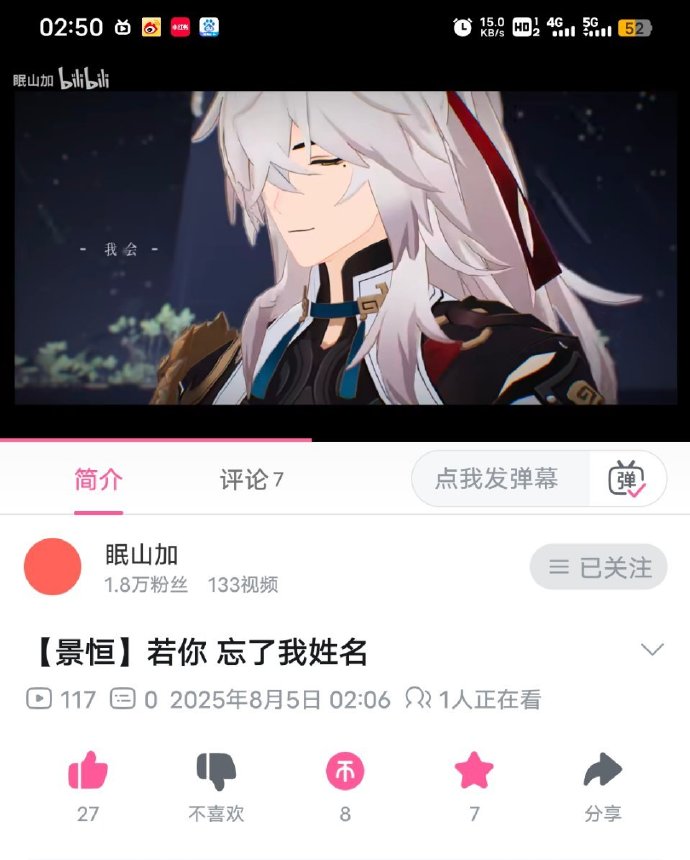 02:50 15.0 KB/s HD 1 2 4G 5G 52
眠山加 bilibili
- 我会 -
简介 评论 7 点我发弹幕 弹
眠山加
1.8万粉丝 133视频 已关注
【景恒】若你 忘了我姓名
117 0 2025年8月5日 02:06 1人正在看
27 不喜欢 8 7 分享